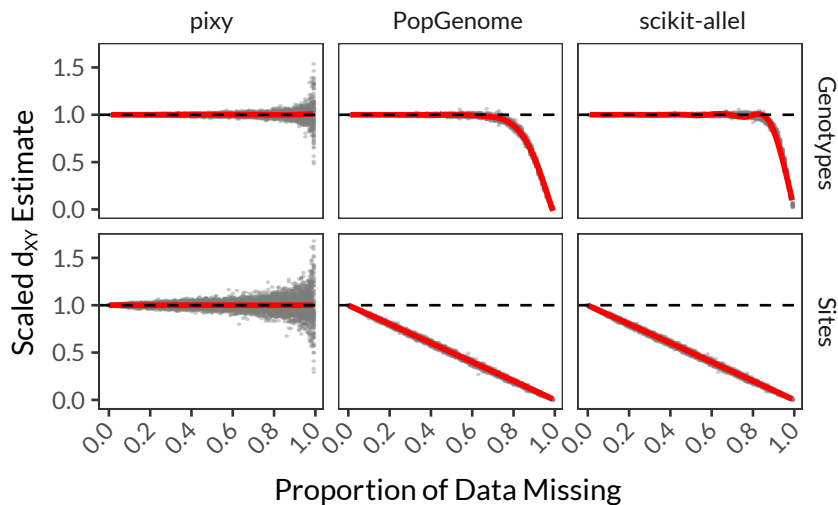 pixy PopGenome scikit-allel
Scaled dXY Estimate
1.5
1.0
0.5
0.0
Genotypes
1.5
1.0
0.5
0.0
Sites
0.0 0.2 0.4 0.6 0.8 1.0 0.0 0.2 0.4 0.6 0.8 1.0 0.0 0.2 0.4 0.6 0.8 1.0
Proportion of Data Missing